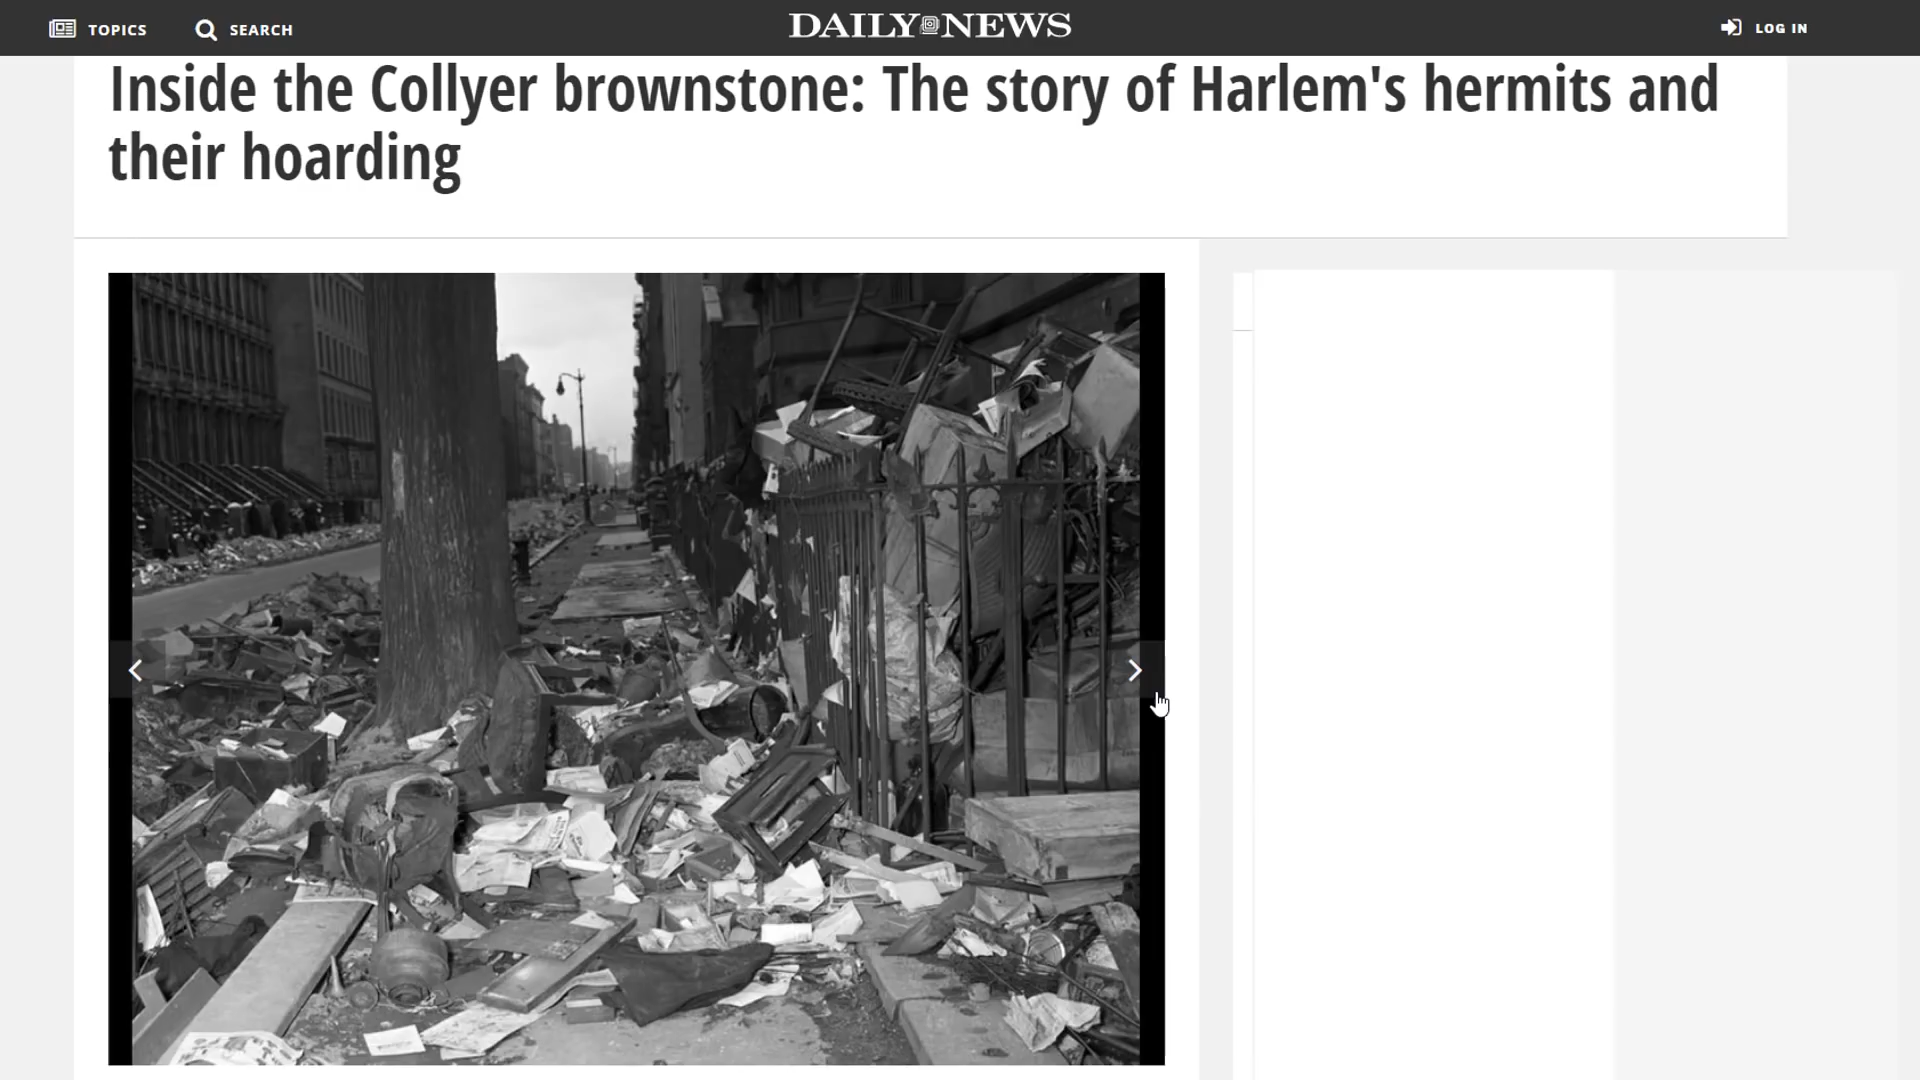 TOPICS
SEARCH
DAILY NEWS
LOG IN
Inside the Collyer brownstone: The story of Harlem's hermits and
their hoarding